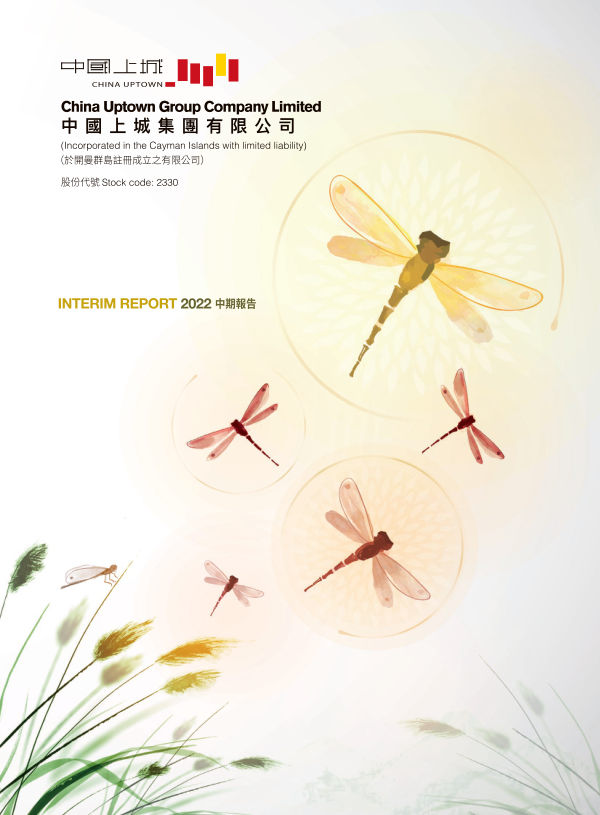 中國上城
CHINA UPTOWN
China Uptown Group Company Limited
中國上城集團有限公司
(Incorporated in the Cayman Islands with limited liability)
(於開曼群島註冊成立之有限公司)
股份代號 Stock code: 2330
INTERIM REPORT 2022 中期報告